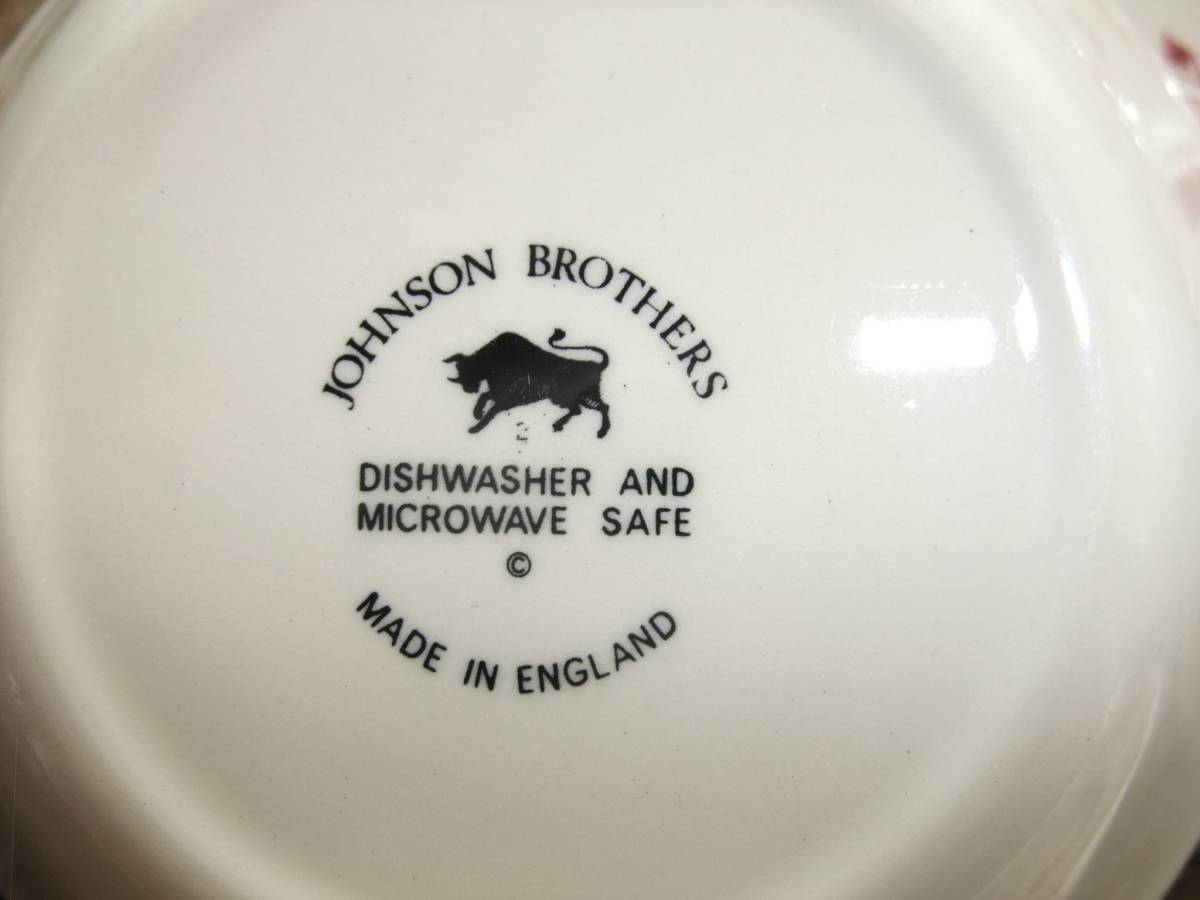 JOHNSON BROTHERS
DISHWASHER AND
MICROWAVE SAFE
©
MADE IN ENGLAND